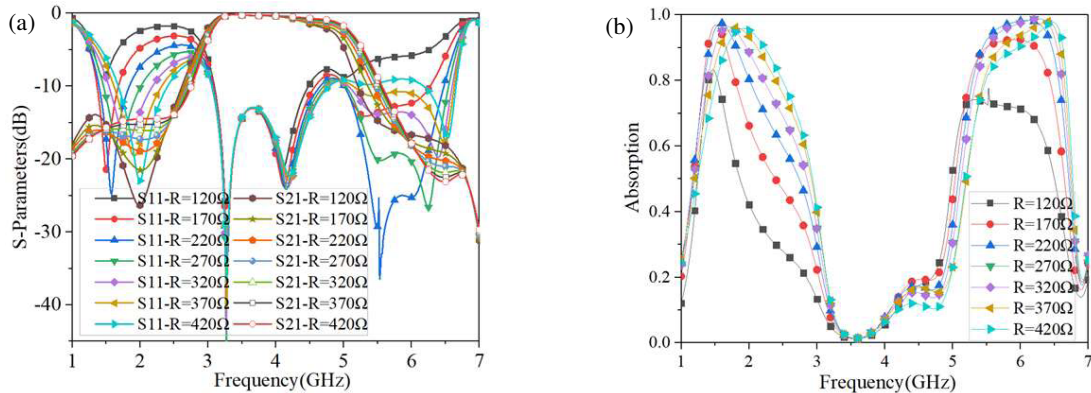 (a)
0
-10
-20
-30
-40
S-Parameters(dB)
S11-R=120Ω S21-R=120Ω
S11-R=170Ω S21-R=170Ω
S11-R=220Ω S21-R=220Ω
S11-R=270Ω S21-R=270Ω
S11-R=320Ω S21-R=320Ω
S11-R=370Ω S21-R=370Ω
S11-R=420Ω S21-R=420Ω
1 2 3 4 5 6 7
Frequency(GHz)
(b)
1.0
0.8
0.6
0.4
0.2
0.0
Absorption
R=120Ω
R=170Ω
R=220Ω
R=270Ω
R=320Ω
R=370Ω
R=420Ω
1 2 3 4 5 6 7
Frequency(GHz)